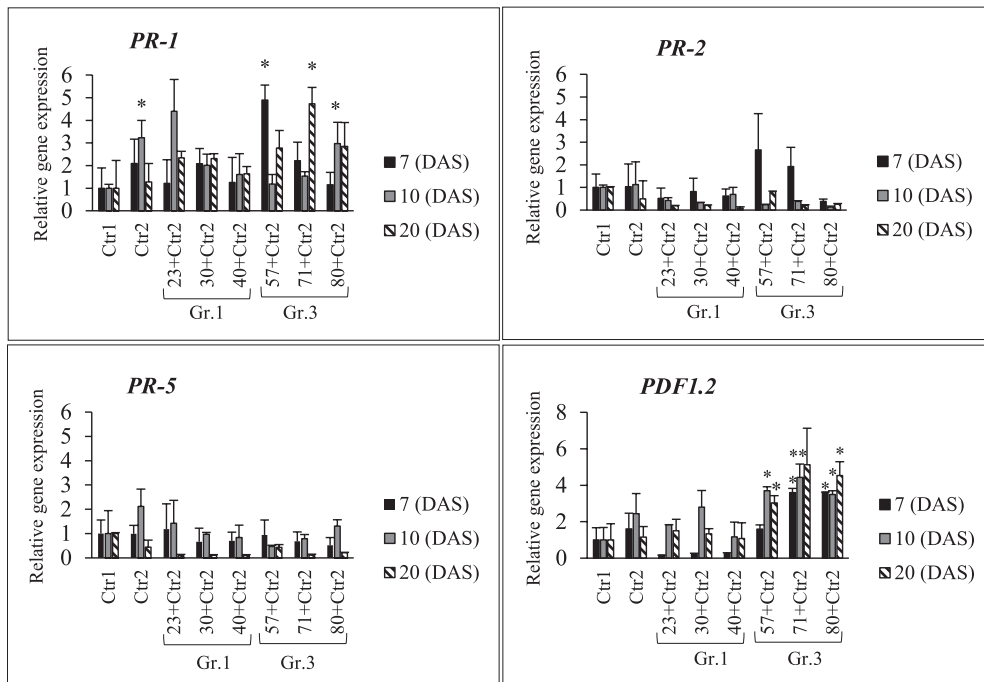 PR-1
Relative gene expression
6
5
4
3
2
1
0
*
*
*
*
Ctr1
Ctr2
23+Ctr2
30+Ctr2
40+Ctr2
57+Ctr2
71+Ctr2
80+Ctr2
Gr.1
Gr.3
7 (DAS)
10 (DAS)
20 (DAS)
PR-2
Relative gene expression
6
5
4
3
2
1
0
Ctr1
Ctr2
23+Ctr2
30+Ctr2
40+Ctr2
57+Ctr2
71+Ctr2
80+Ctr2
Gr.1
Gr.3
7 (DAS)
10 (DAS)
20 (DAS)
PR-5
Relative gene expression
6
5
4
3
2
1
0
Ctr1
Ctr2
23+Ctr2
30+Ctr2
40+Ctr2
57+Ctr2
71+Ctr2
80+Ctr2
Gr.1
Gr.3
7 (DAS)
10 (DAS)
20 (DAS)
PDF1.2
Relative gene expression
8
6
4
2
0
*
*
*
**
*
*
*
Ctr1
Ctr2
23+Ctr2
30+Ctr2
40+Ctr2
57+Ctr2
71+Ctr2
80+Ctr2
Gr.1
Gr.3
7 (DAS)
10 (DAS)
20 (DAS)